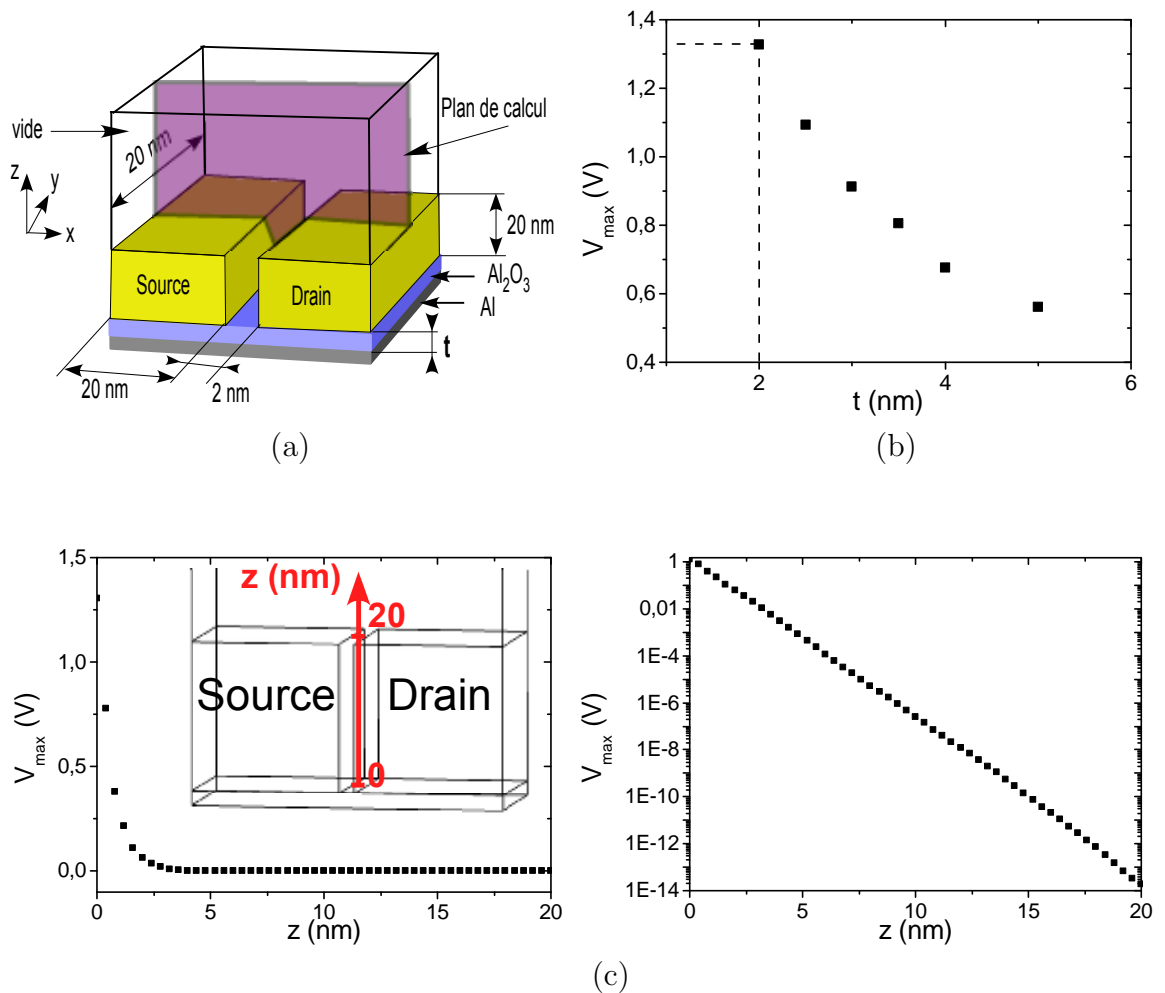 vide
20 nm
Plan de calcul
z
y
x
20 nm
Source
Drain
Al2O3
Al
t
20 nm
2 nm
(a)
1,4
1,2
1,0
0,8
0,6
0,4
2
4
6
V_max (V)
t (nm)
(b)
1,5
1,0
0,5
0,0
0
5
10
15
20
V_max (V)
z (nm)
z (nm)
20
Source
Drain
0
1
0,01
1E-4
1E-6
1E-8
1E-10
1E-12
1E-14
0
5
10
15
20
V_max (V)
z (nm)
(c)